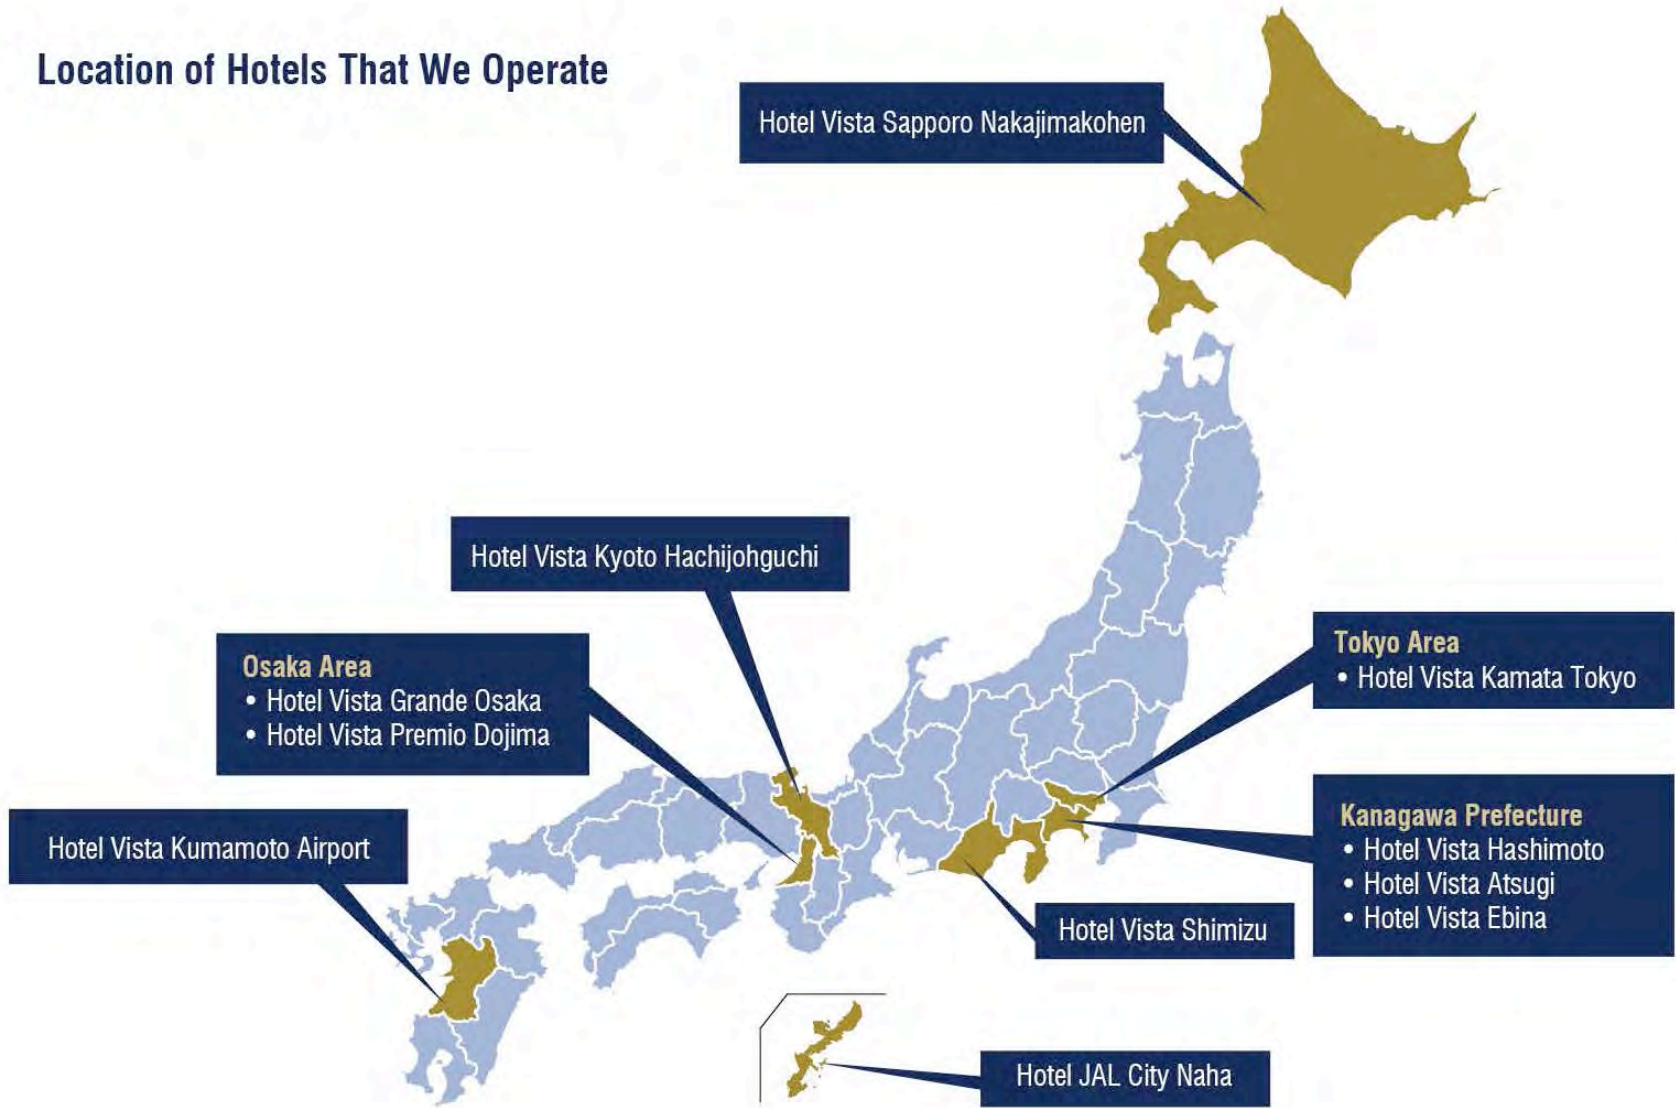 Location of Hotels That We Operate
Hotel Vista Sapporo Nakajimakohen
Hotel Vista Kyoto Hachijohguchi
Osaka Area
• Hotel Vista Grande Osaka
• Hotel Vista Premio Dojima
Hotel Vista Kumamoto Airport
Tokyo Area
• Hotel Vista Kamata Tokyo
Kanagawa Prefecture
• Hotel Vista Hashimoto
• Hotel Vista Atsugi
• Hotel Vista Ebina
Hotel Vista Shimizu
Hotel JAL City Naha